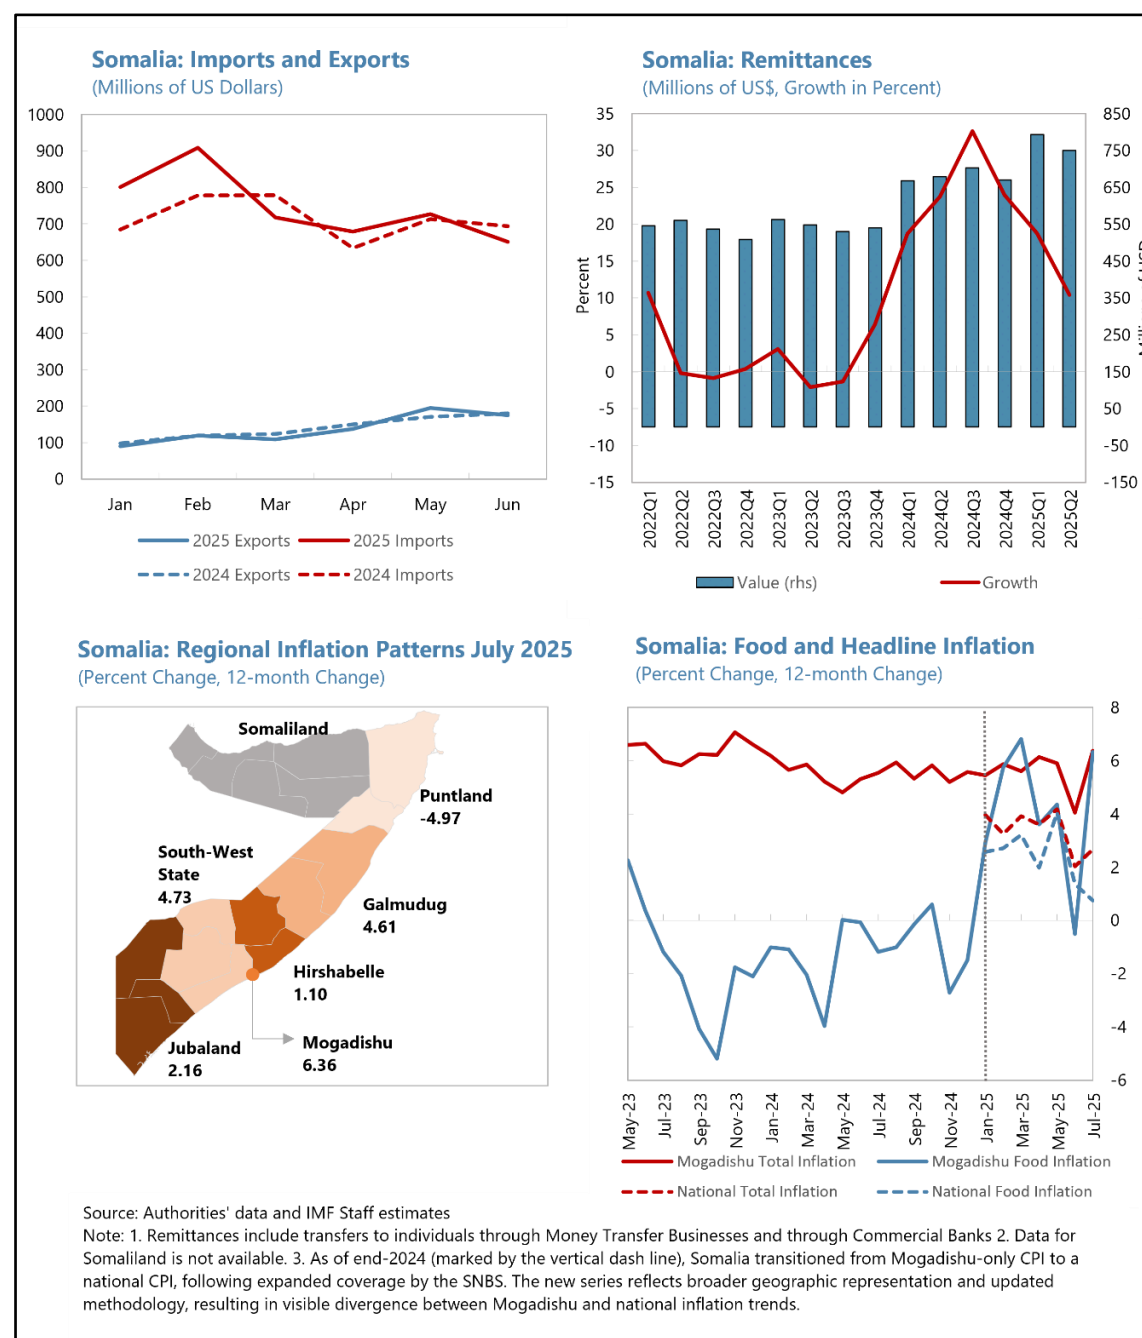 Somalia: Imports and Exports
(Millions of US Dollars)
1000
900
800
700
600
500
400
300
200
100
0
Jan Feb Mar Apr May Jun
2025 Exports 2025 Imports
2024 Exports 2024 Imports
Somalia: Remittances
(Millions of US$, Growth in Percent)
35
30
25
20
15
10
5
0
-5
-10
-15
Percent
850
750
650
550
450
350
250
150
50
-50
-150
2022Q1
2022Q2
2022Q3
2022Q4
2023Q1
2023Q2
2023Q3
2023Q4
2024Q1
2024Q2
2024Q3
2024Q4
2025Q1
2025Q2
Value (rhs) Growth
Somalia: Regional Inflation Patterns July 2025
(Percent Change, 12-month Change)
Somaliland
Puntland
-4.97
South-West
State
4.73
Galmudug
4.61
Hirshabelle
1.10
Mogadishu
6.36
Jubaland
2.16
Somalia: Food and Headline Inflation
(Percent Change, 12-month Change)
8
6
4
2
0
-2
-4
-6
May-23
Jul-23
Sep-23
Nov-23
Jan-24
Mar-24
May-24
Jul-24
Sep-24
Nov-24
Jan-25
Mar-25
May-25
Jul-25
Mogadishu Total Inflation Mogadishu Food Inflation
National Total Inflation National Food Inflation
Source: Authorities' data and IMF Staff estimates
Note: 1. Remittances include transfers to individuals through Money Transfer Businesses and through Commercial Banks 2. Data for
Somaliland is not available. 3. As of end-2024 (marked by the vertical dash line), Somalia transitioned from Mogadishu-only CPI to a
national CPI, following expanded coverage by the SNBS. The new series reflects broader geographic representation and updated
methodology, resulting in visible divergence between Mogadishu and national inflation trends.